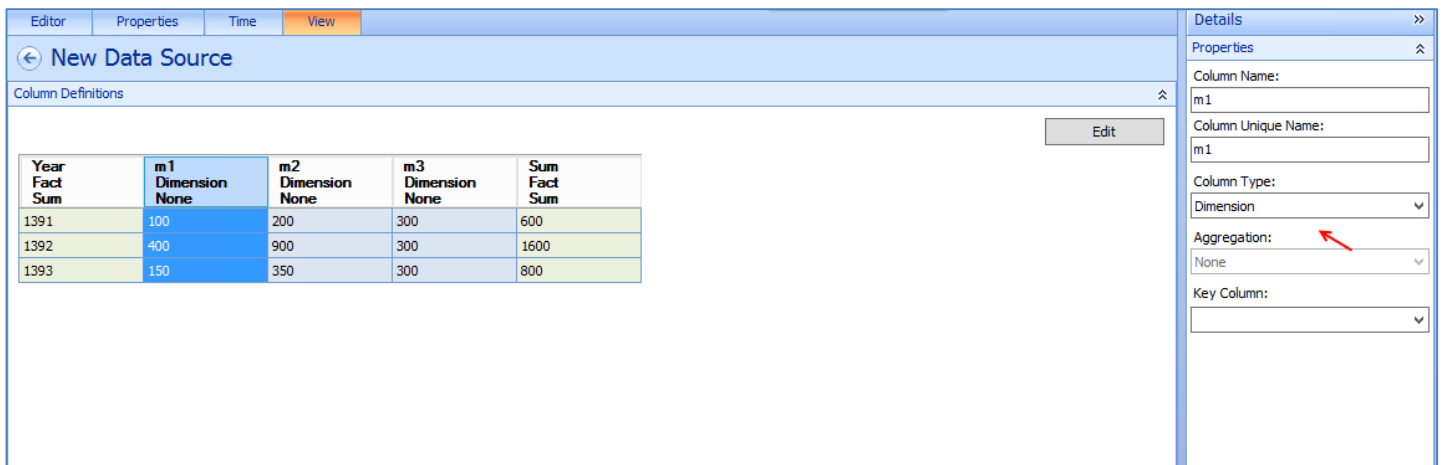 Editor Properties Time View
New Data Source
Column Definitions
Edit
Year m1 m2 m3 Sum
Fact Dimension Dimension Dimension Fact
Sum None None None Sum
1391 100 200 300 600
1392 400 900 300 1600
1393 150 350 300 800
Details
Properties
Column Name:
m1
Column Unique Name:
m1
Column Type:
Dimension
Aggregation:
None
Key Column: